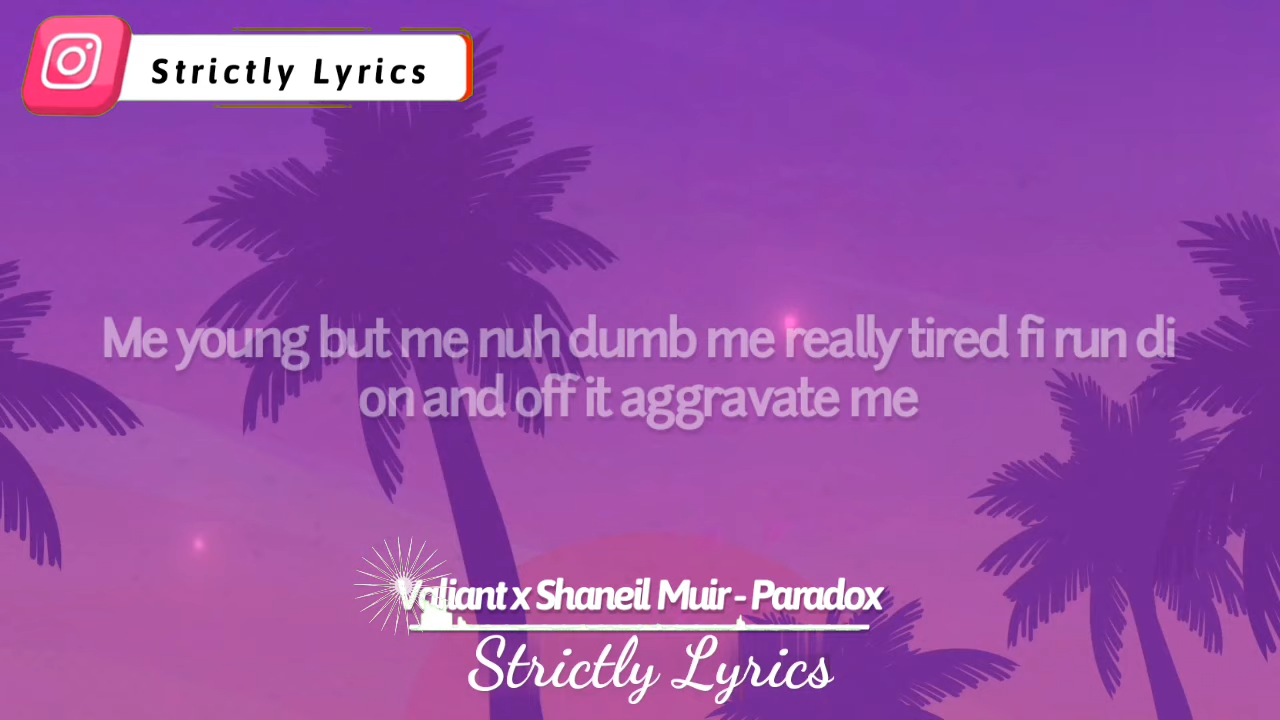 Strictly Lyrics
Me young but me nuh dumb me really tired fi run di
on and off it aggravate me
Valiant x Shaneil Muir - Paradox
Strictly Lyrics